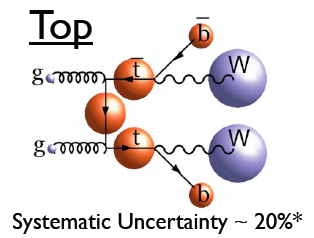 Top
b̅
g t̅ W
g t W
b
Systematic Uncertainty ~ 20%*